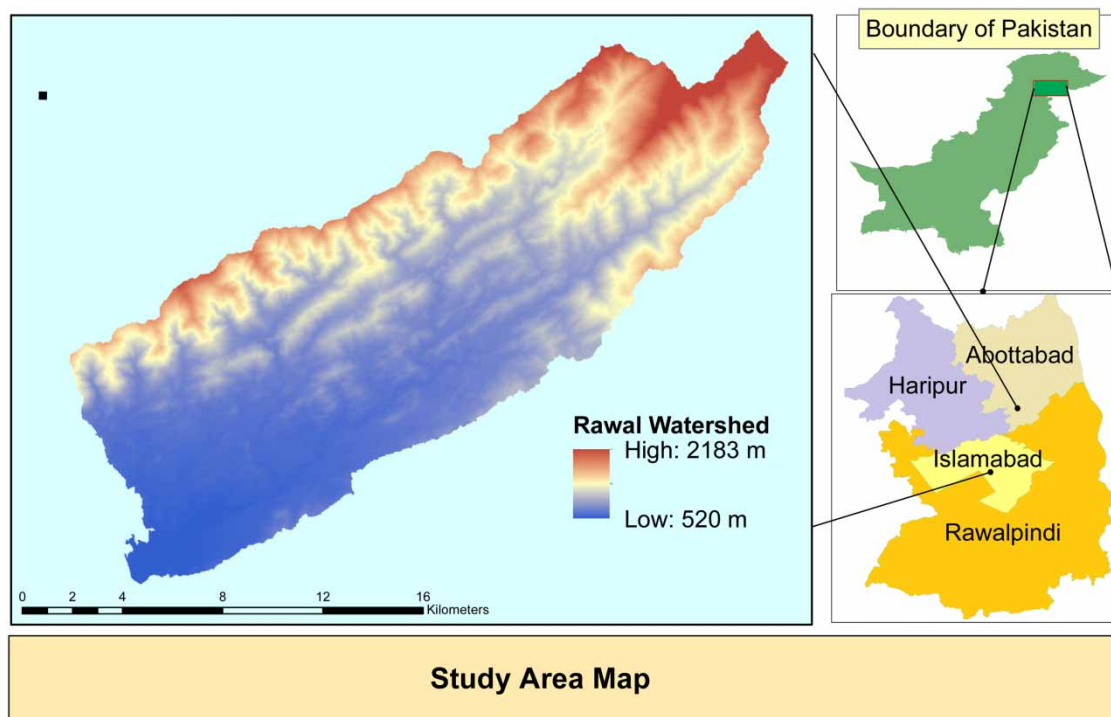 Boundary of Pakistan
Rawal Watershed
High: 2183 m
Low: 520 m
0 2 4 8 12 16
Kilometers
Abottabad
Haripur
Islamabad
Rawalpindi
Study Area Map